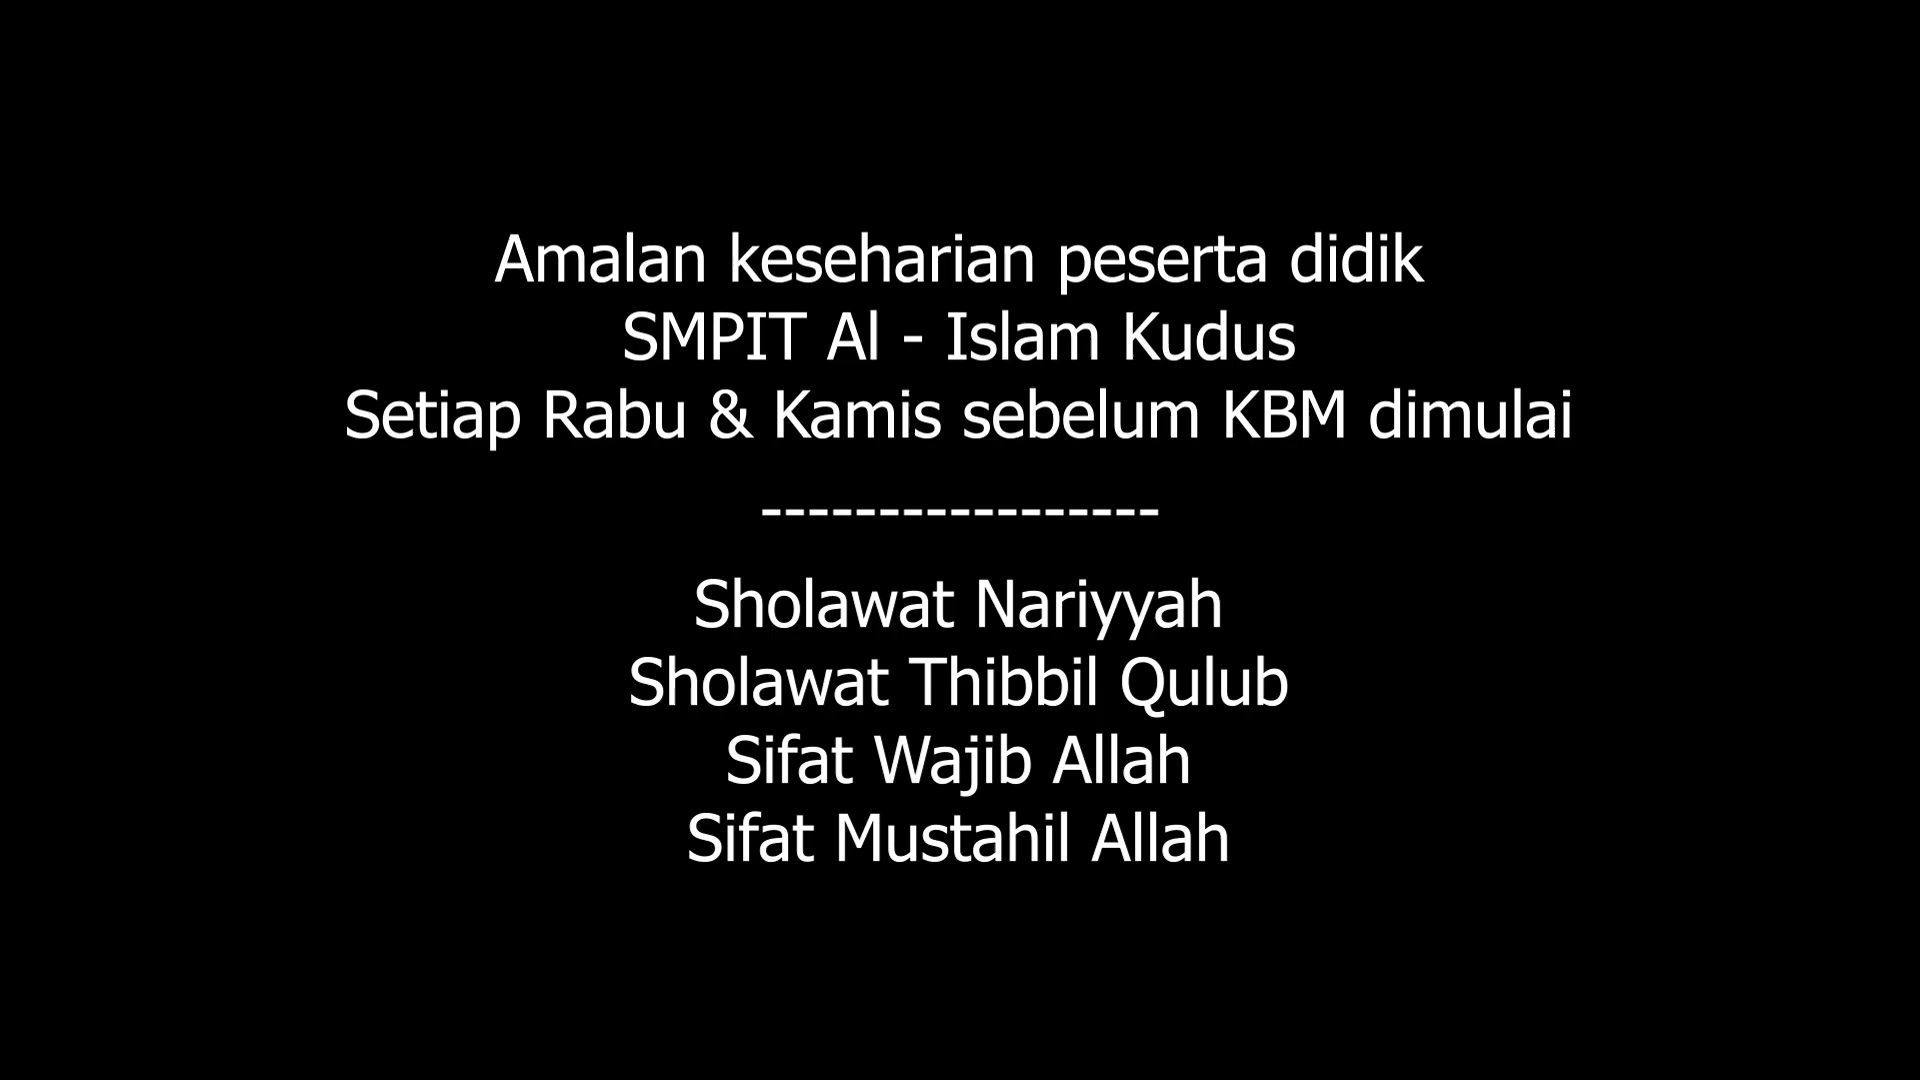 Amalan keseharian peserta didik
SMPIT Al - Islam Kudus
Setiap Rabu & Kamis sebelum KBM dimulai
-----------------
Sholawat Nariyyah
Sholawat Thibbil Qulub
Sifat Wajib Allah
Sifat Mustahil Allah